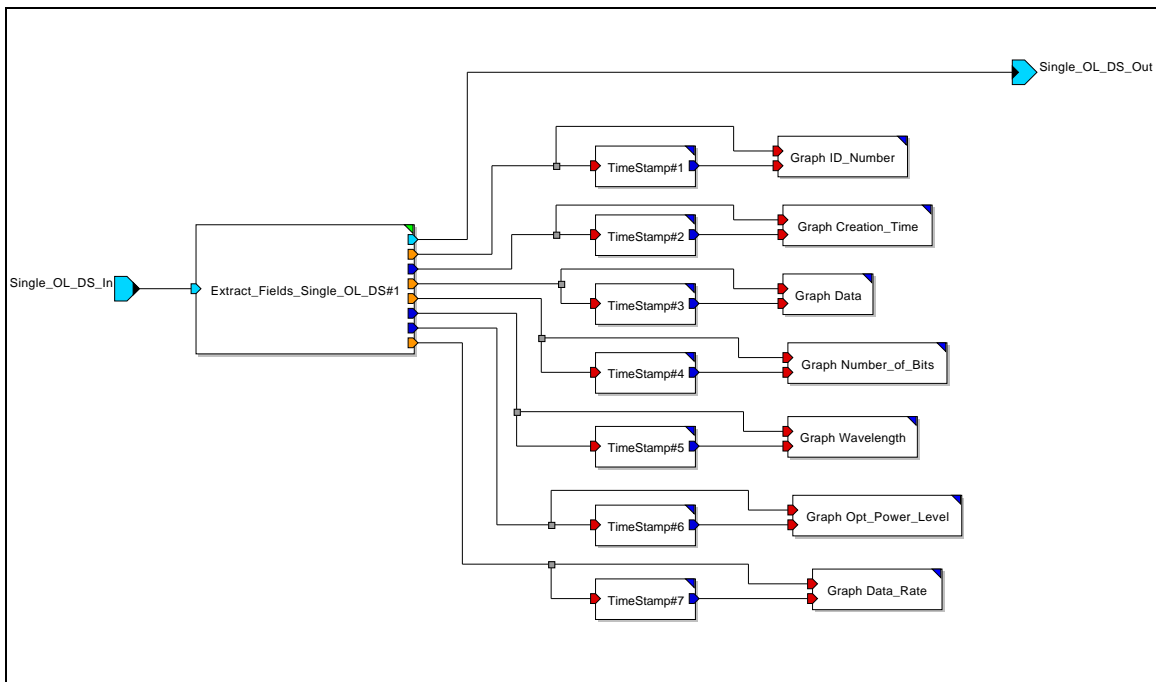 Single_OL_DS_Out
Graph ID_Number
TimeStamp#1
Graph Creation_Time
TimeStamp#2
Single_OL_DS_In
Extract_Fields_Single_OL_DS#1
Graph Data
TimeStamp#3
Graph Number_of_Bits
TimeStamp#4
Graph Wavelength
TimeStamp#5
Graph Opt_Power_Level
TimeStamp#6
Graph Data_Rate
TimeStamp#7